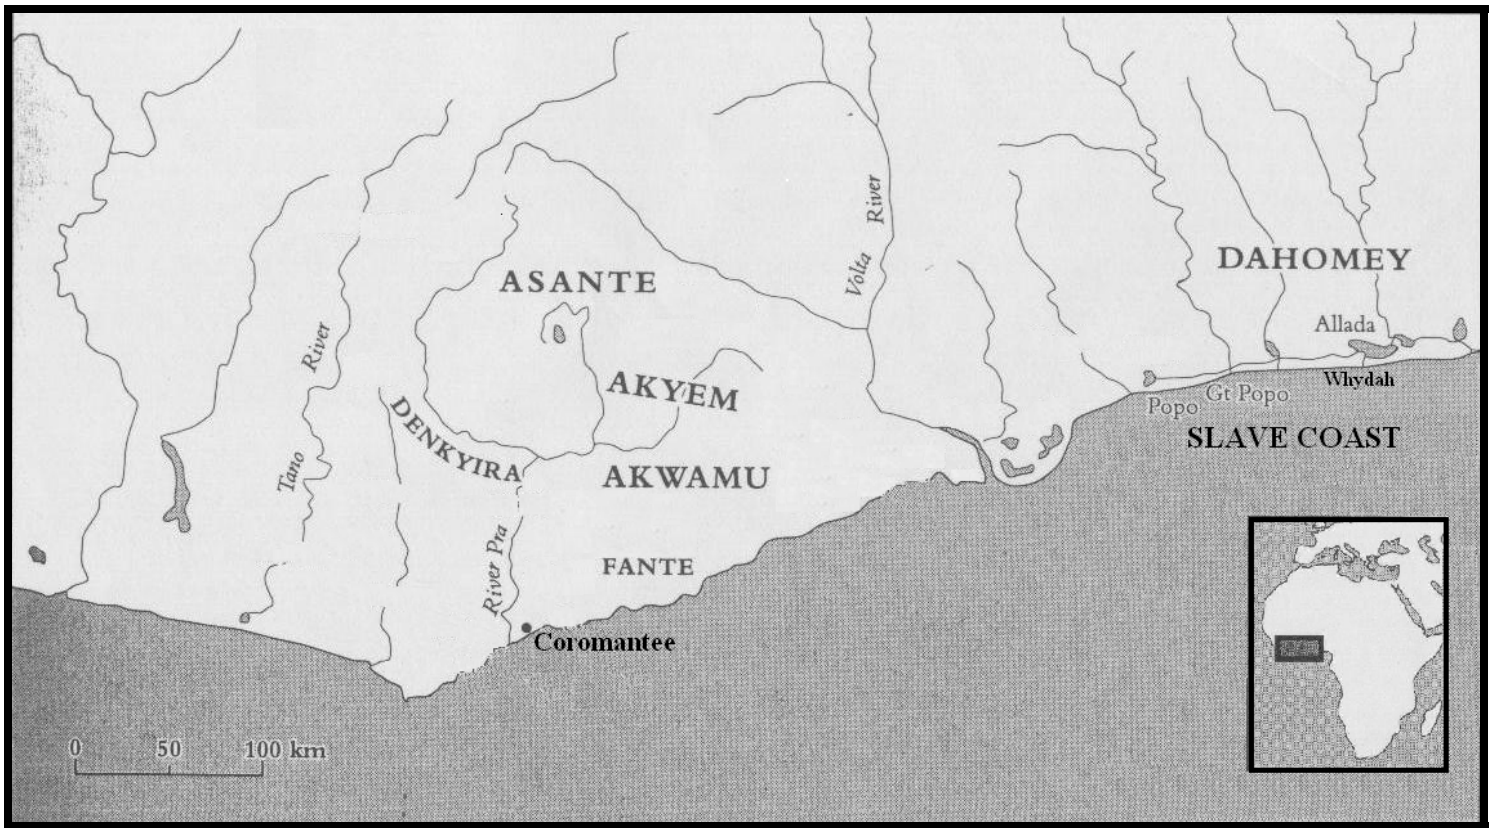 Volta River
DAHOMEY
ASANTE
Tano River
Allada
AKYEM
Whydah
Popo
Gt Popo
DENKYIRA
SLAVE COAST
AKWAMU
River Pra
FANTE
Coromantee
0 50 100 km